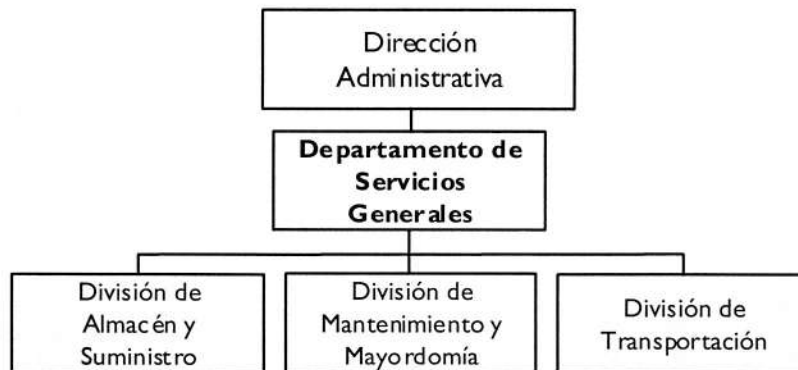 Dirección
Administrativa
Departamento de
Servicios
Generales
División de
Almacén y
Suministro
División de
Mantenimiento y
Mayordomía
División de
Transportación